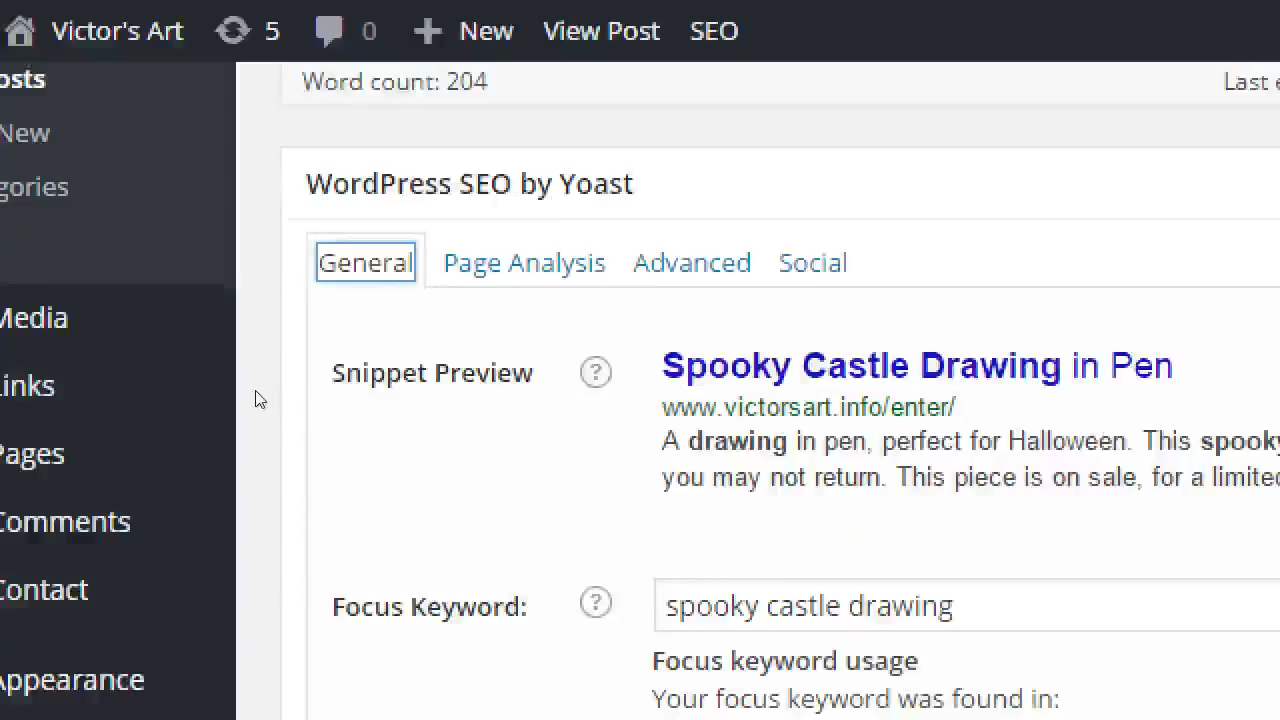 Victor's Art 5 0 New View Post SEO
osts
New
gories
Media
Links
Pages
Comments
Contact
Appearance
Word count: 204 Last e
WordPress SEO by Yoast
General Page Analysis Advanced Social
Snippet Preview ? Spooky Castle Drawing in Pen
www.victorsart.info/enter/
A drawing in pen, perfect for Halloween. This spooky
you may not return. This piece is on sale, for a limited
Focus Keyword: ? spooky castle drawing
Focus keyword usage
Your focus keyword was found in: